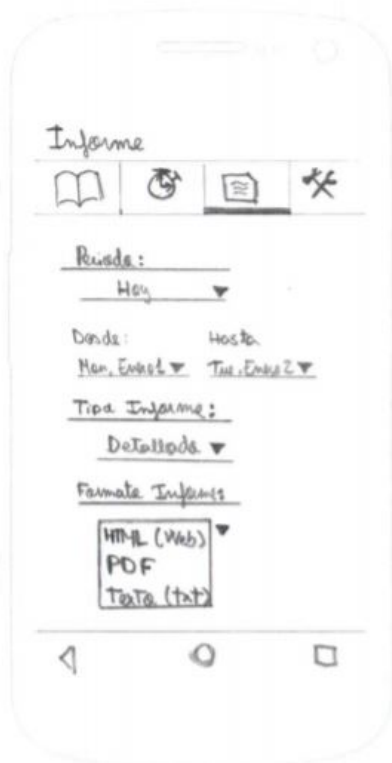 Informe
Periodo:
Hoy
Desde: Hasta
Mon, Enero 1 Tue, Enero 2
Tipo Informe:
Detallado
Formato Informe
HTML (Web)
PDF
Texto (txt)